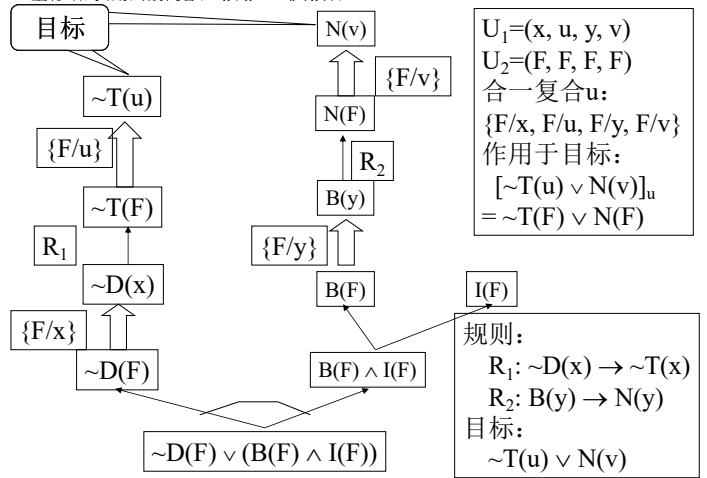 目标
N(v)
U₁=(x, u, y, v)
U₂=(F, F, F, F)
合一复合u:
{F/x, F/u, F/y, F/v}
作用于目标:
[~T(u) ∨ N(v)]ᵤ
= ~T(F) ∨ N(F)
~T(u)
{F/v}
N(F)
{F/u}
R₂
~T(F)
B(y)
R₁
{F/y}
~D(x)
B(F)
I(F)
{F/x}
~D(F)
B(F) ∧ I(F)
~D(F) ∨ (B(F) ∧ I(F))
规则:
R₁: ~D(x) → ~T(x)
R₂: B(y) → N(y)
目标:
~T(u) ∨ N(v)